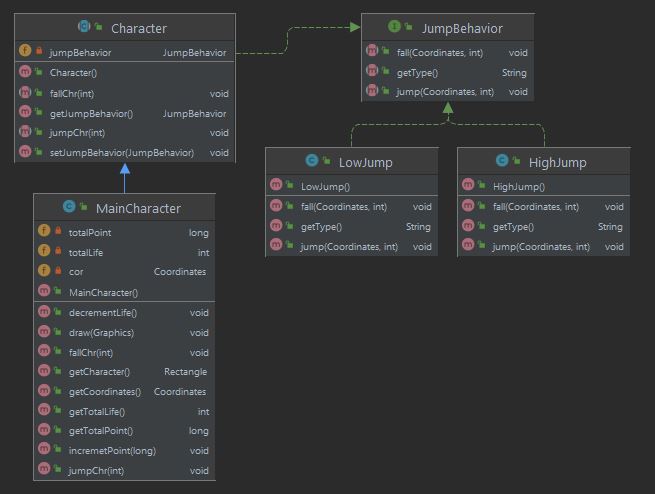 Character
jumpBehavior JumpBehavior
Character()
fallChr(int) void
getJumpBehavior() JumpBehavior
jumpChr(int) void
setJumpBehavior(JumpBehavior) void
JumpBehavior
fall(Coordinates, int) void
getType() String
jump(Coordinates, int) void
LowJump
LowJump()
fall(Coordinates, int) void
getType() String
jump(Coordinates, int) void
HighJump
HighJump()
fall(Coordinates, int) void
getType() String
jump(Coordinates, int) void
MainCharacter
totalPoint long
totalLife int
cor Coordinates
MainCharacter()
decrementLife() void
draw(Graphics) void
fallChr(int) void
getCharacter() Rectangle
getCoordinates() Coordinates
getTotalLife() int
getTotalPoint() long
incremetPoint(long) void
jumpChr(int) void